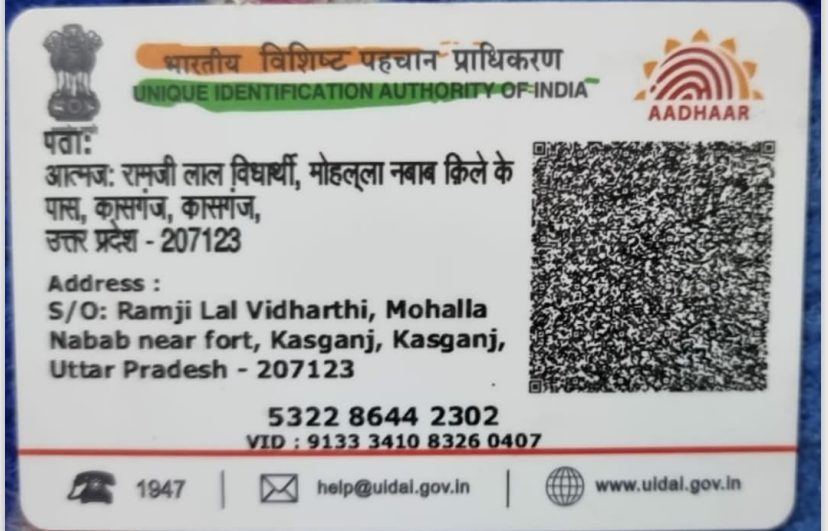 भारतीय विशिष्ट पहचान प्राधिकरण
UNIQUE IDENTIFICATION AUTHORITY OF INDIA
AADHAAR
पता:
आत्मज: रामजी लाल विधार्थी, मोहल्ला नबाब क़िले के
पास, कासगंज, कासगंज,
उत्तर प्रदेश - 207123
Address :
S/O: Ramji Lal Vidharthi, Mohalla
Nabab near fort, Kasganj, Kasganj,
Uttar Pradesh - 207123
5322 8644 2302
VID : 9133 3410 8326 0407
1947
help@uidai.gov.in
www.uidai.gov.in